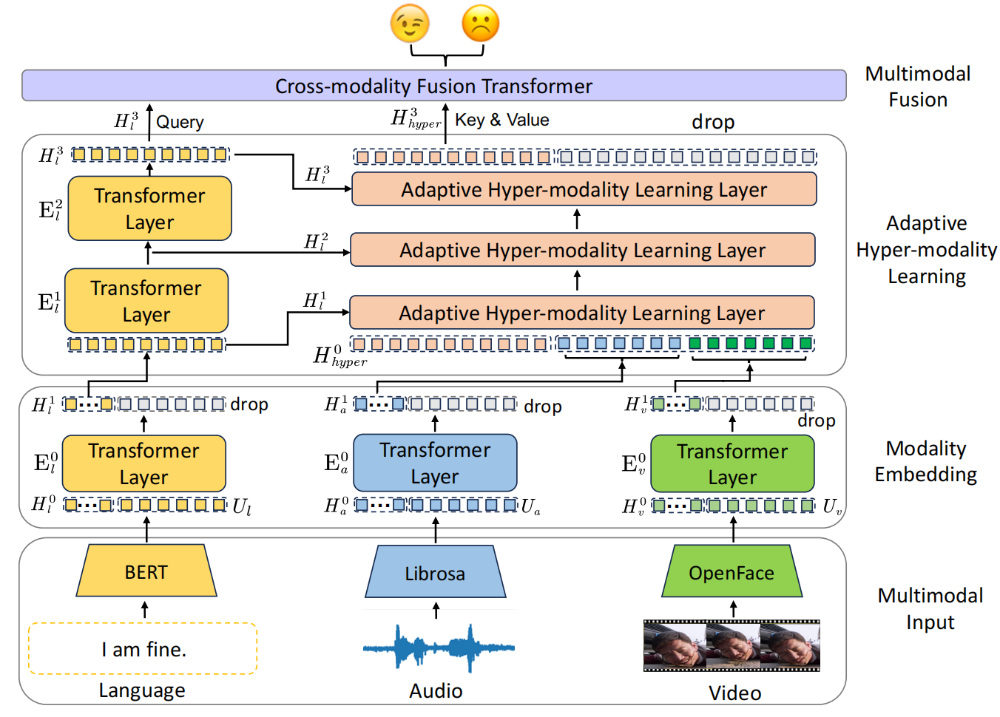 Cross-modality Fusion Transformer
Multimodal
Fusion
H_l^3 Query
H_{hyper}^3 Key & Value
drop
H_l^3
H_l^3
Transformer
Layer
E_l^2
Adaptive Hyper-modality Learning Layer
H_l^2
Adaptive Hyper-modality Learning Layer
Adaptive
Hyper-modality
Learning
Transformer
Layer
E_l^1
H_l^1
Adaptive Hyper-modality Learning Layer
H_{hyper}^0
H_l^1 ··· drop
H_a^1 ··· drop
H_v^1 ··· drop
E_l^0
Transformer
Layer
E_a^0
Transformer
Layer
E_v^0
Transformer
Layer
Modality
Embedding
H_l^0 ··· U_l
H_a^0 ··· U_a
H_v^0 ··· U_v
BERT
Librosa
OpenFace
Multimodal
Input
I am fine.
Language
Audio
Video